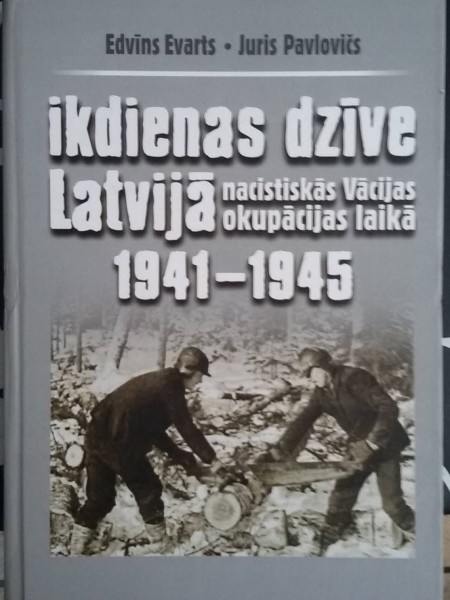 Edvīns Evarts • Juris Pavlovičs
ikdienas dzīve
Latvijā nacistiskās Vācijas
okupācijas laikā
1941–1945